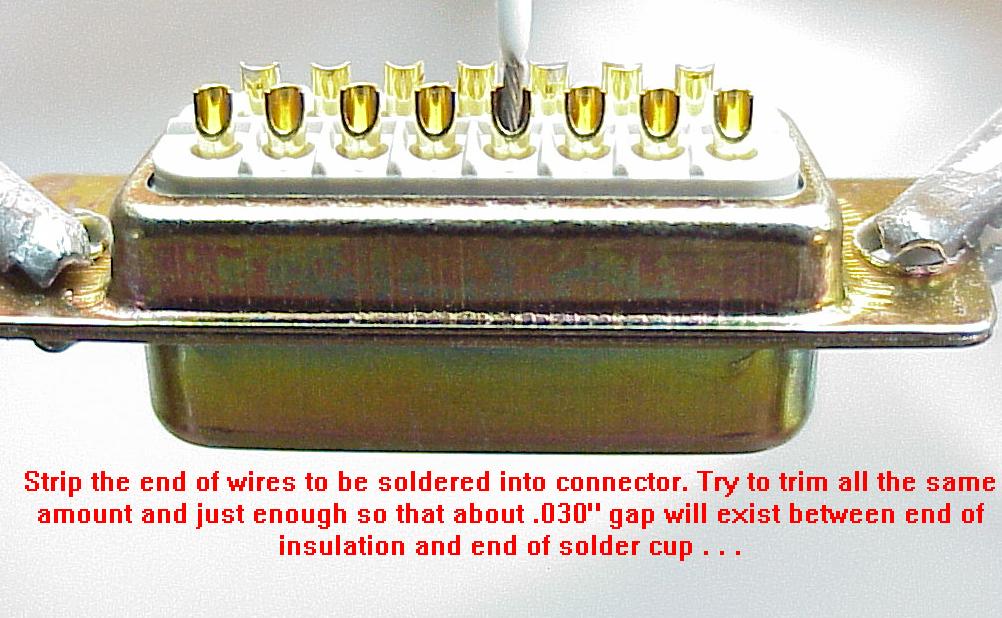 Strip the end of wires to be soldered into connector. Try to trim all the same
amount and just enough so that about .030" gap will exist between end of
insulation and end of solder cup . . .